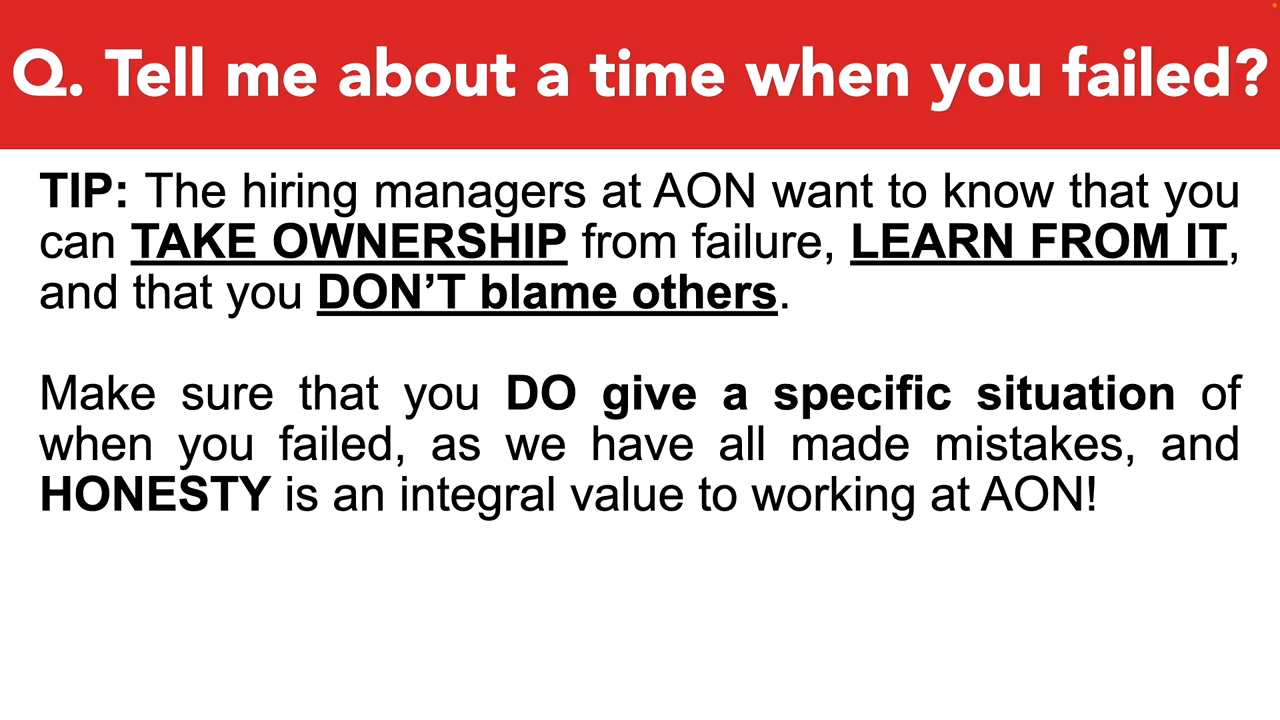 Q. Tell me about a time when you failed?
TIP: The hiring managers at AON want to know that you
can TAKE OWNERSHIP from failure, LEARN FROM IT,
and that you DON’T blame others.
Make sure that you DO give a specific situation of
when you failed, as we have all made mistakes, and
HONESTY is an integral value to working at AON!